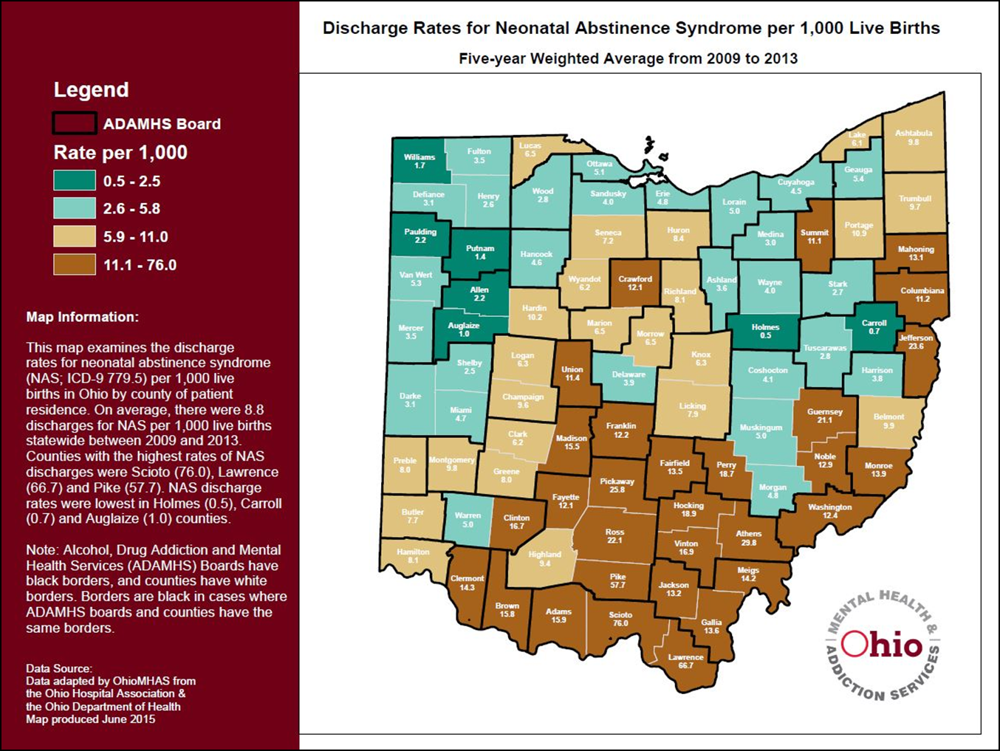 Discharge Rates for Neonatal Abstinence Syndrome per 1,000 Live Births
Five-year Weighted Average from 2009 to 2013
Legend
ADAMHS Board
Rate per 1,000
0.5 - 2.5
2.6 - 5.8
5.9 - 11.0
11.1 - 76.0
Map Information:
This map examines the discharge
rates for neonatal abstinence syndrome
(NAS; ICD-9 779.5) per 1,000 live
births in Ohio by county of patient
residence. On average, there were 8.8
discharges for NAS per 1,000 live births
statewide between 2009 and 2013.
Counties with the highest rates of NAS
discharges were Scioto (76.0), Lawrence
(66.7) and Pike (57.7). NAS discharge
rates were lowest in Holmes (0.5), Carroll
(0.7) and Auglaize (1.0) counties.
Note: Alcohol, Drug Addiction and Mental
Health Services (ADAMHS) Boards have
black borders, and counties have white
borders. Borders are black in cases where
ADAMHS boards and counties have the
same borders.
Data Source:
Data adapted by OhioMHAS from
the Ohio Hospital Association &
the Ohio Department of Health
Map produced June 2015
Williams
1.7
Fulton
3.5
Lucas
6.5
Ottawa
5.1
Lake
6.1
Ashtabula
9.8
Geauga
5.4
Cuyahoga
4.5
Defiance
3.1
Henry
2.6
Wood
2.8
Sandusky
4.0
Erie
4.8
Lorain
5.0
Trumbull
9.7
Paulding
2.2
Putnam
1.4
Hancock
4.6
Seneca
7.2
Huron
8.4
Medina
3.0
Summit
11.1
Portage
10.9
Mahoning
13.1
Van Wert
5.3
Allen
2.2
Wyandot
6.2
Crawford
12.1
Richland
8.1
Ashland
3.6
Wayne
4.0
Stark
2.7
Columbiana
11.2
Mercer
3.5
Auglaize
1.0
Hardin
10.2
Marion
6.5
Morrow
6.5
Holmes
0.5
Carroll
0.7
Jefferson
23.6
Tuscarawas
2.8
Shelby
2.5
Logan
6.3
Union
11.4
Delaware
3.9
Knox
6.3
Coshocton
4.1
Harrison
3.8
Darke
3.1
Miami
4.7
Champaign
9.6
Licking
7.9
Muskingum
5.0
Guernsey
21.1
Belmont
9.9
Clark
6.2
Madison
15.5
Franklin
12.2
Preble
8.0
Montgomery
9.8
Greene
8.0
Fairfield
13.5
Perry
18.7
Noble
12.9
Monroe
13.9
Pickaway
25.8
Morgan
4.8
Fayette
12.1
Hocking
18.9
Washington
12.4
Butler
7.7
Warren
5.0
Clinton
16.7
Ross
22.1
Vinton
16.9
Athens
29.8
Hamilton
8.1
Highland
9.4
Clermont
14.3
Pike
57.7
Jackson
13.2
Meigs
14.2
Brown
15.8
Adams
15.9
Scioto
76.0
Gallia
13.6
Lawrence
66.7
MENTAL HEALTH &
Ohio
ADDICTION SERVICES